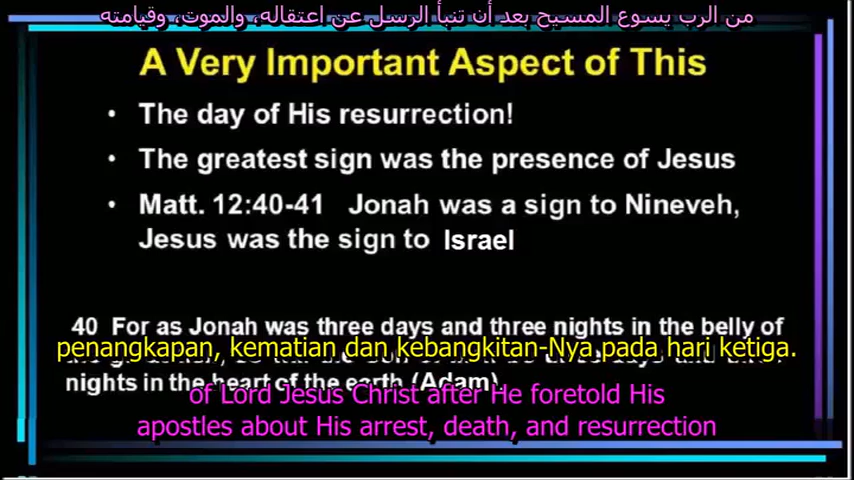 من الرب يسوع المسيح بعد أن تنبأ الرسل عن اعتقاله، والموت، وقيامته
A Very Important Aspect of This
• The day of His resurrection!
• The greatest sign was the presence of Jesus
• Matt. 12:40-41 Jonah was a sign to Nineveh,
Jesus was the sign to Israel
40 For as Jonah was three days and three nights in the belly of
penangkapan, kematian dan kebangkitan-Nya pada hari ketiga.
nights in the heart of the earth (Adam).
of Lord Jesus Christ after He foretold His
apostles about His arrest, death, and resurrection